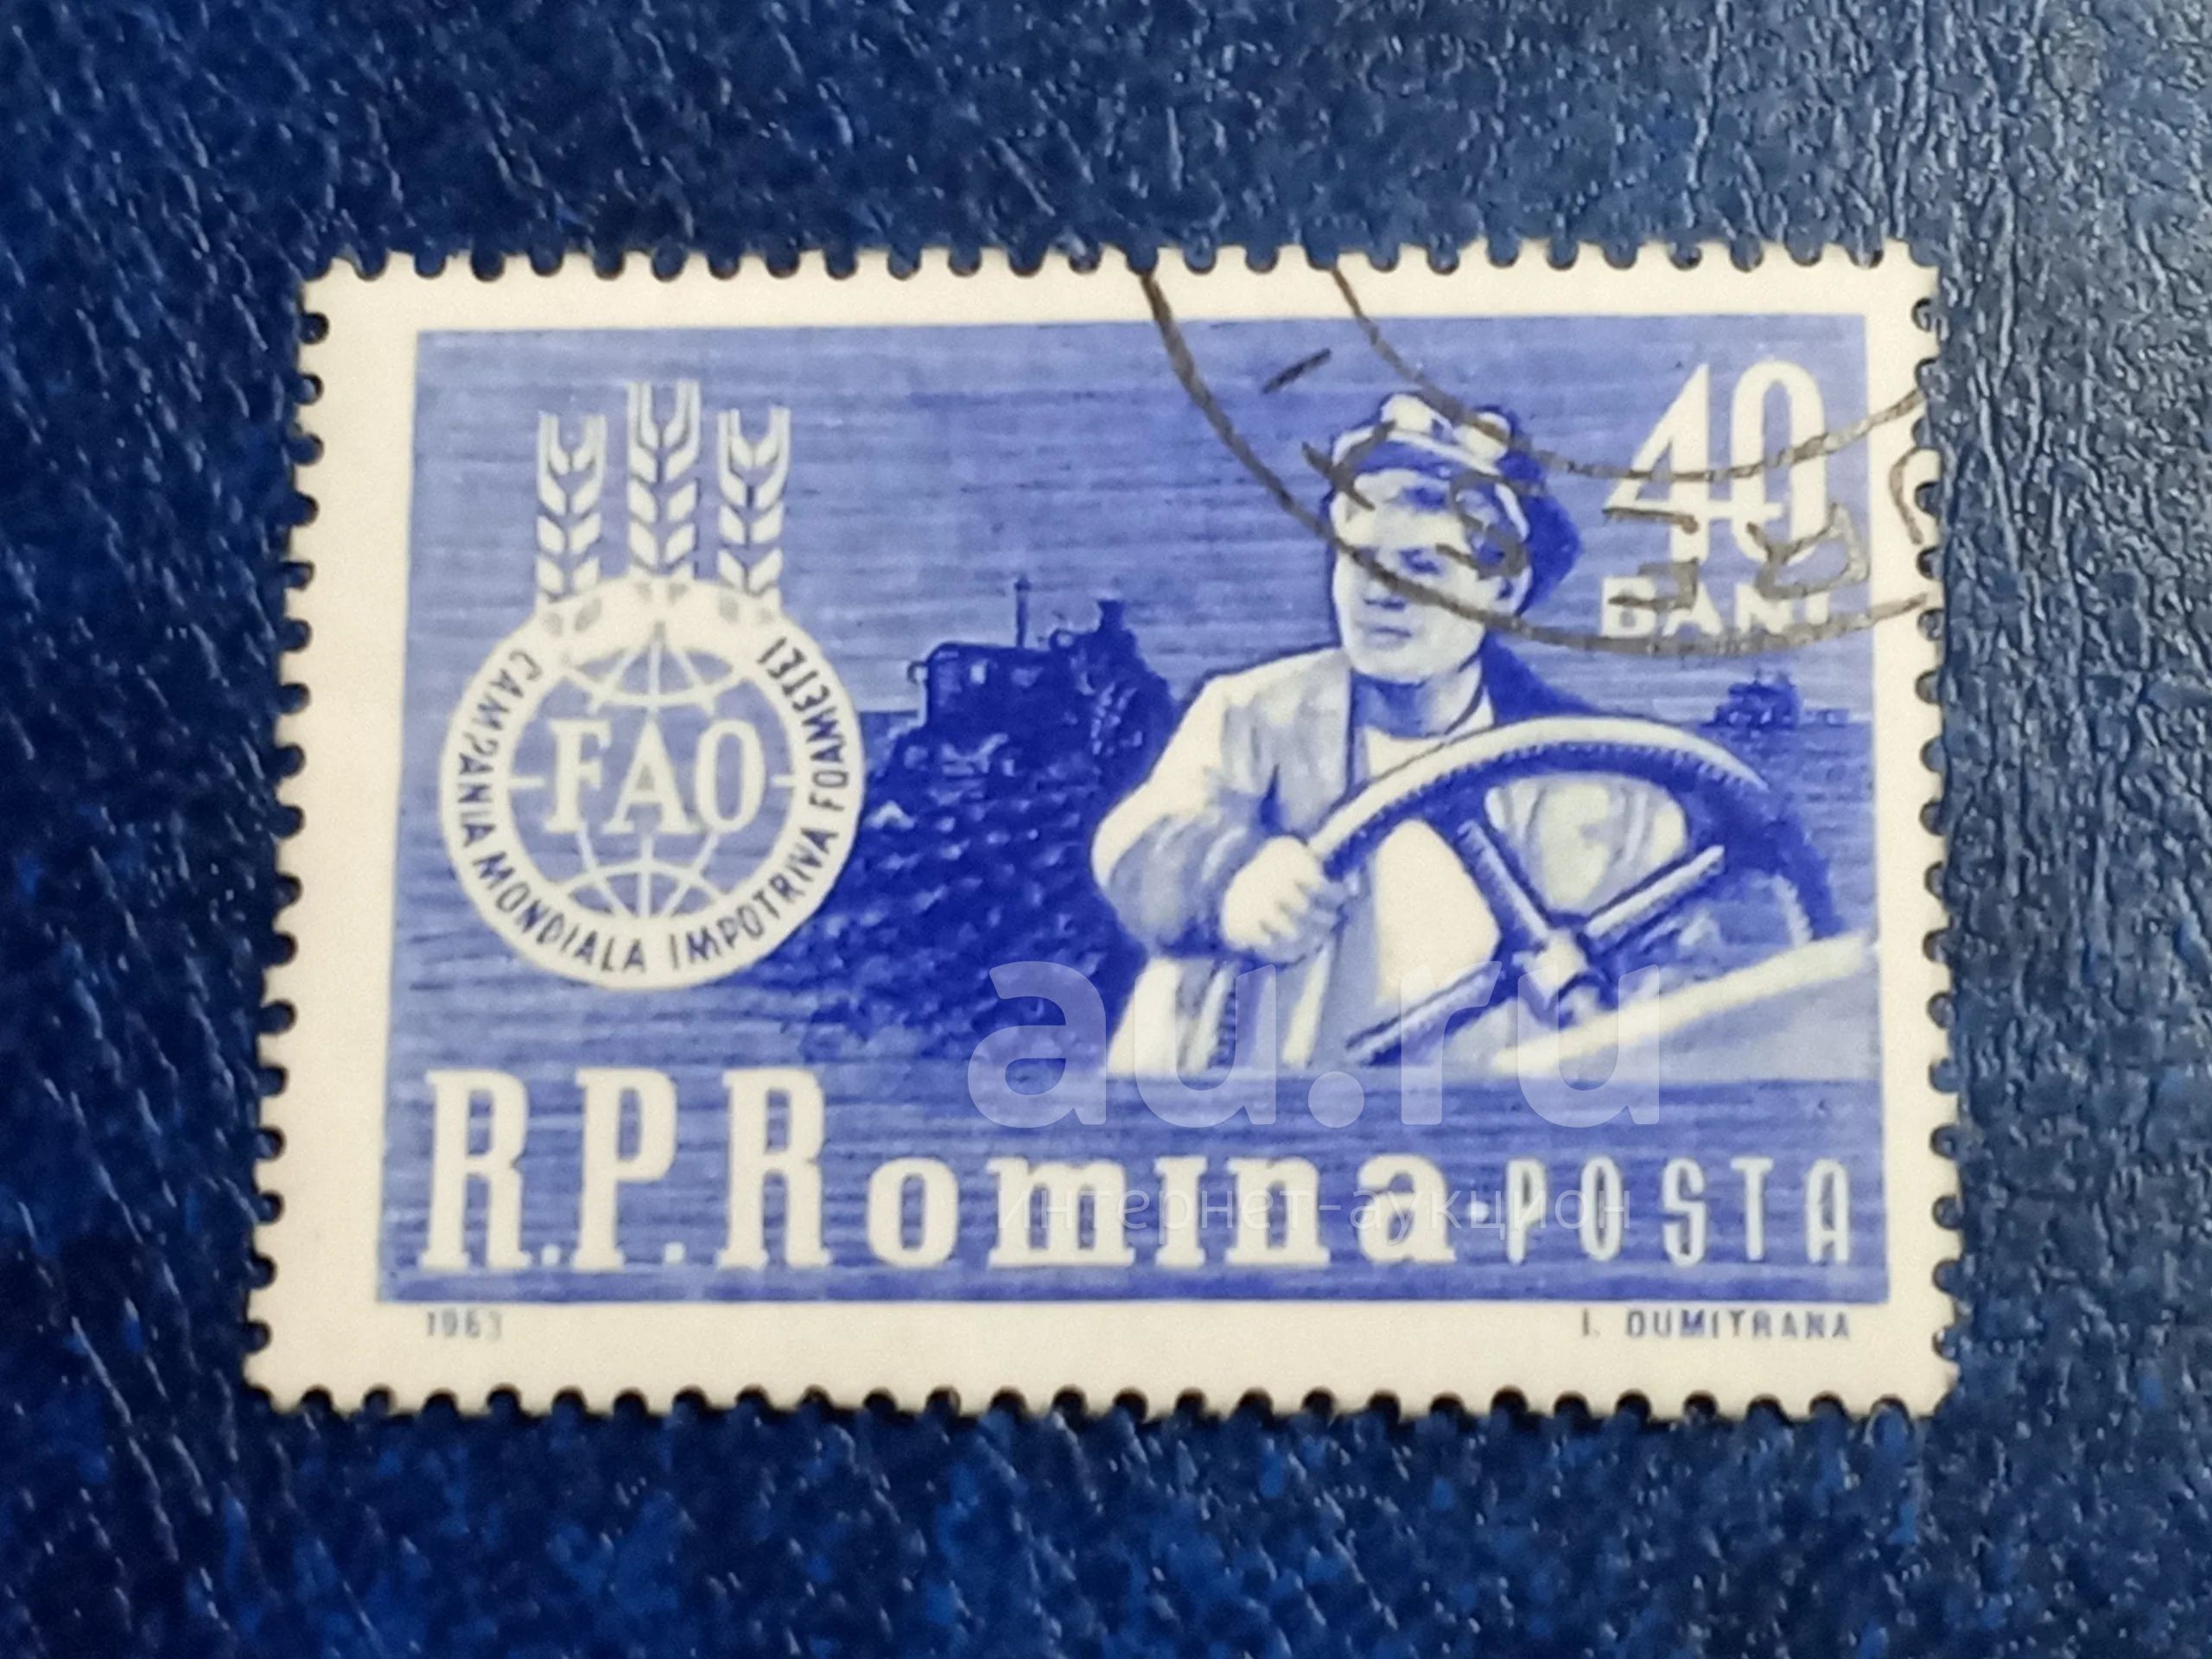 40
BANI
CAMPANIA MONDIALA IMPOTRIVA FOAMETEI
FAO
au.ru
интернет-аукцион
R.P.Romina·POSTA
1963
I. DUMITRANA